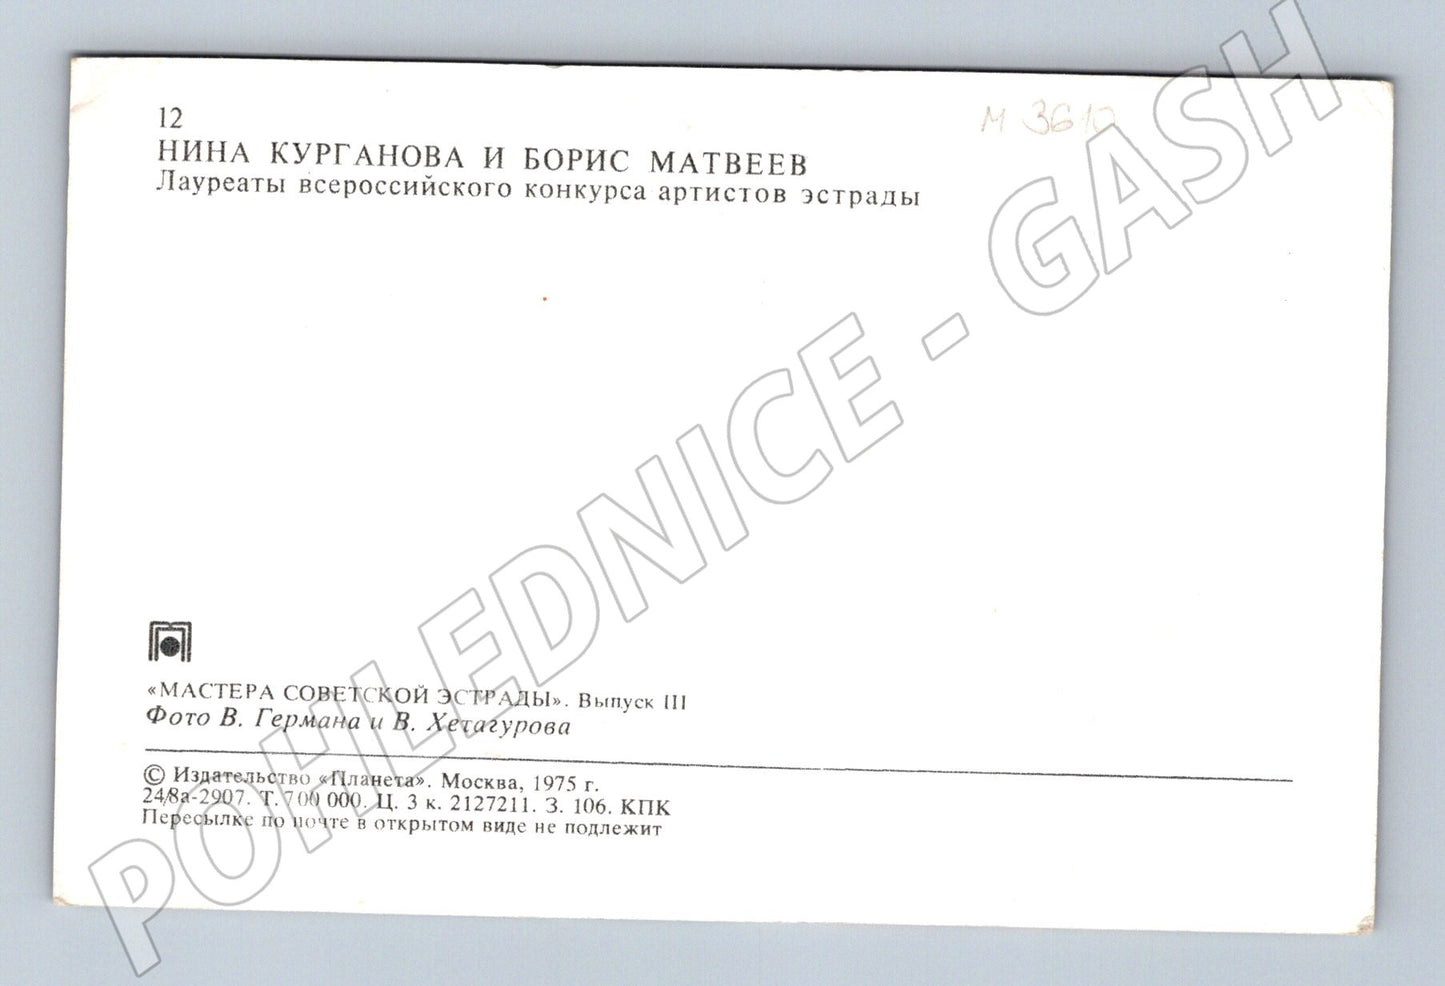 12
М 3610
НИНА КУРГАНОВА И БОРИС МАТВЕЕВ
Лауреаты всероссийского конкурса артистов эстрады
POHLEDNICE - GASH
«МАСТЕРА СОВЕТСКОЙ ЭСТРАДЫ». Выпуск III
Фото В. Германа и В. Хетагурова
© Издательство «Планета». Москва, 1975 г.
24/8а-2907. Т. 700 000. Ц. 3 к. 2127211. З. 106. КПК
Пересылке по почте в открытом виде не подлежит